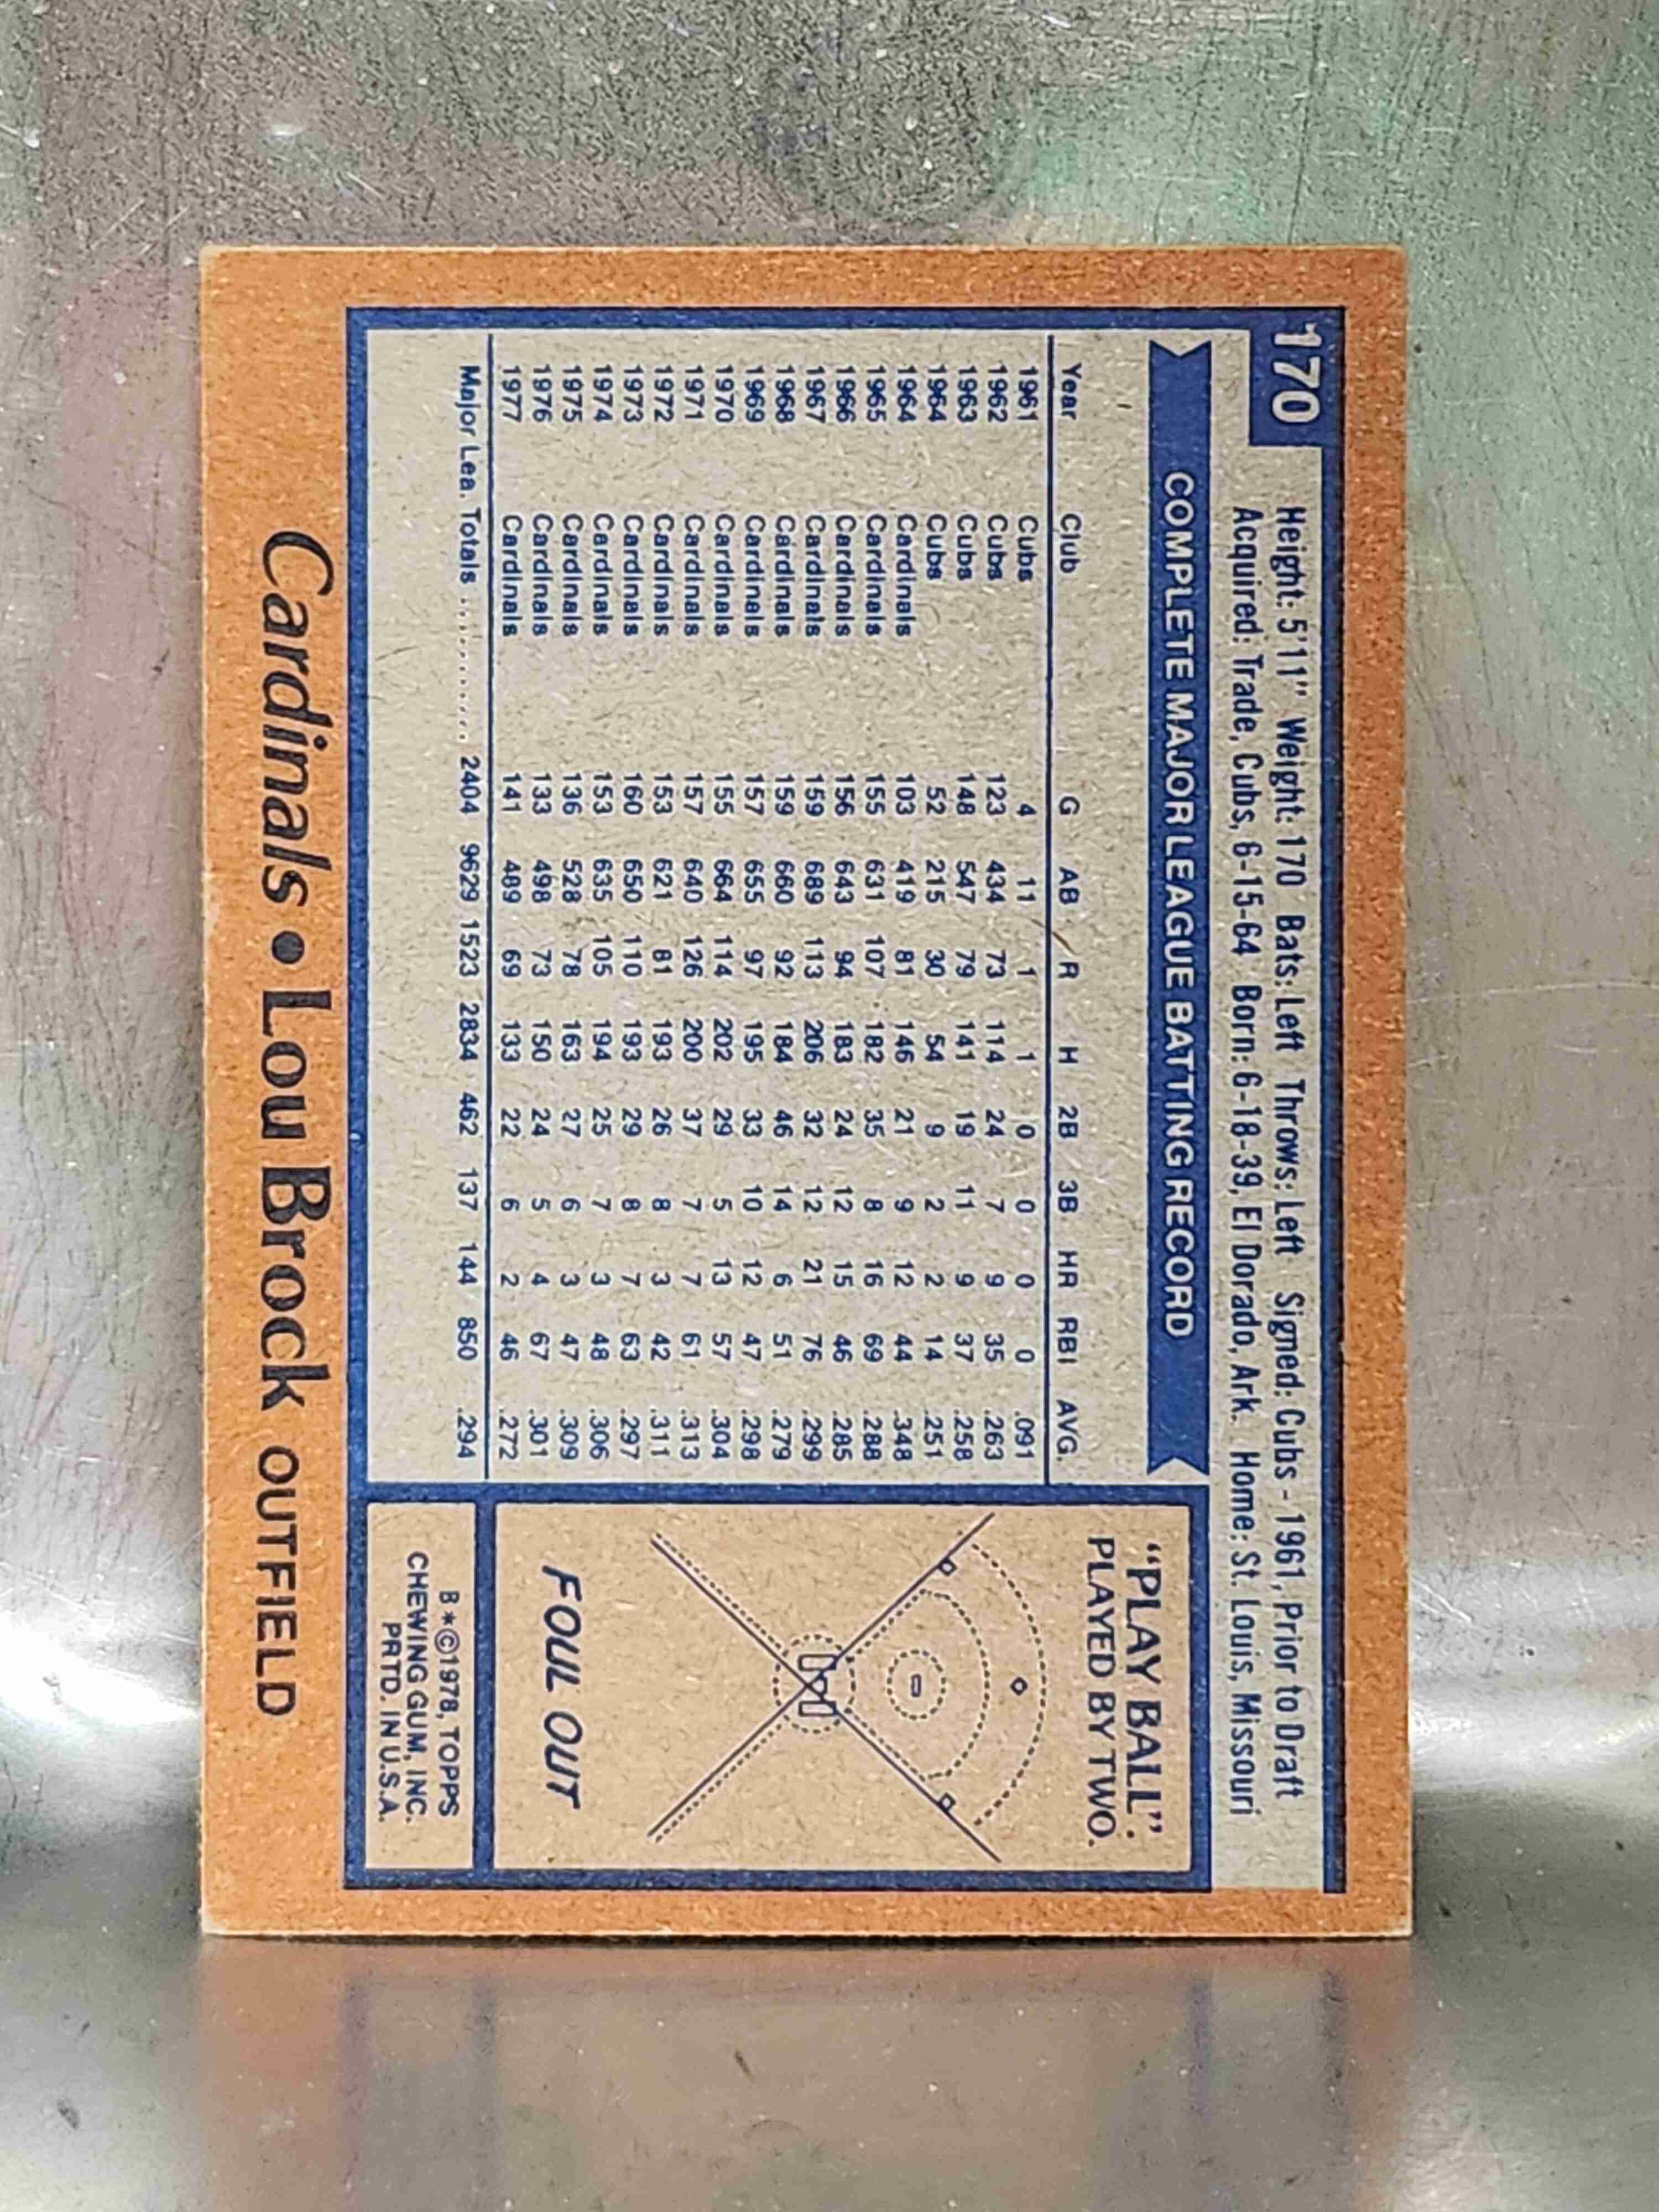 170
Height: 5'11" Weight: 170 Bats: Left Throws: Left Signed: Cubs - 1961, Prior to Draft
Acquired: Trade, Cubs, 6-15-64 Born: 6-18-39, El Dorado, Ark. Home: St. Louis, Missouri
COMPLETE MAJOR LEAGUE BATTING RECORD
Year Club G AB R H 2B 3B HR RBI AVG.
1961 Cubs 4 11 1 1 0 0 0 0 .091
1962 Cubs 123 434 73 114 24 7 9 35 .263
1963 Cubs 148 547 79 141 19 11 9 37 .258
1964 Cubs 52 215 30 54 9 2 2 14 .251
1964 Cardinals 103 419 81 146 21 9 12 44 .348
1965 Cardinals 155 631 107 182 35 8 16 69 .288
1966 Cardinals 156 643 94 183 24 12 15 46 .285
1967 Cardinals 159 689 113 206 32 12 21 76 .299
1968 Cardinals 159 660 92 184 46 14 6 51 .279
1969 Cardinals 157 655 97 195 33 10 12 47 .298
1970 Cardinals 155 664 114 202 29 5 13 57 .304
1971 Cardinals 157 640 126 200 37 7 7 61 .313
1972 Cardinals 153 621 81 193 26 8 3 42 .311
1973 Cardinals 160 650 110 193 29 8 7 63 .297
1974 Cardinals 153 635 105 194 25 7 3 48 .306
1975 Cardinals 136 528 78 163 27 6 3 47 .309
1976 Cardinals 133 498 73 150 24 5 4 67 .301
1977 Cardinals 141 489 69 133 22 6 2 46 .272
Major Lea. Totals .......... 2404 9629 1523 2834 462 137 144 850 .294
"PLAY BALL":
PLAYED BY TWO.
FOUL OUT
B*©1978, TOPPS
CHEWING GUM, INC.
PRTD. IN U.S.A.
Cardinals • Lou Brock OUTFIELD